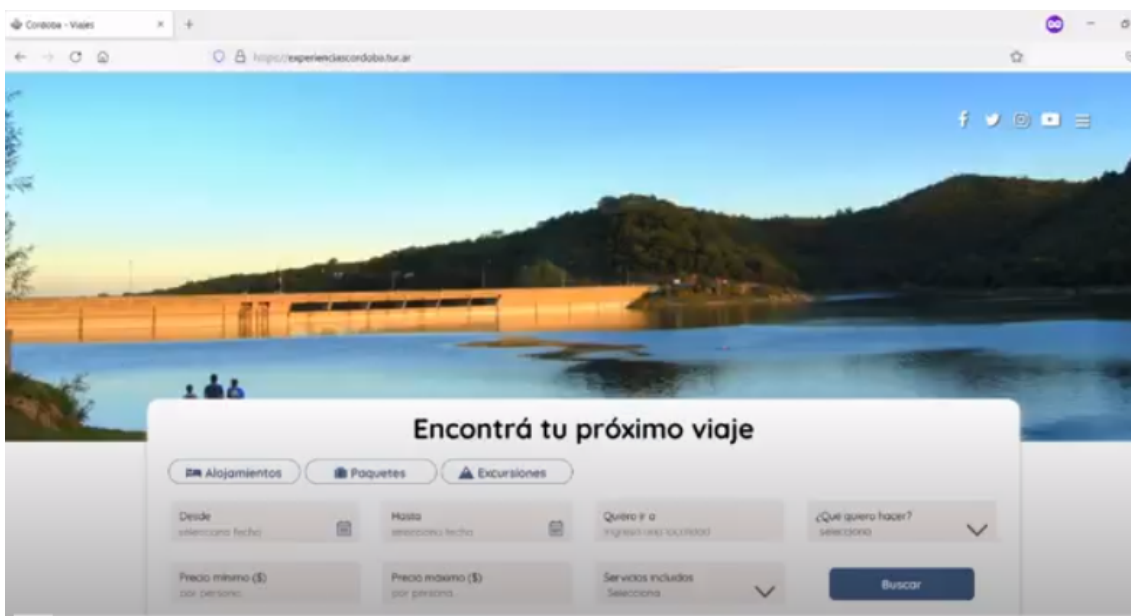 Cordoba - Viajes
https://experienciascordoba.tur.ar
Encontrá tu próximo viaje
Alojamientos Paquetes Excursiones
Desde Hasta Quiero ir a ¿Qué quiero hacer?
selecciona fecha selecciona fecha Ingresa una localidad selecciona
Precio mínimo ($) Precio máximo ($) Servicios incluidos Buscar
por persona por persona Selecciona